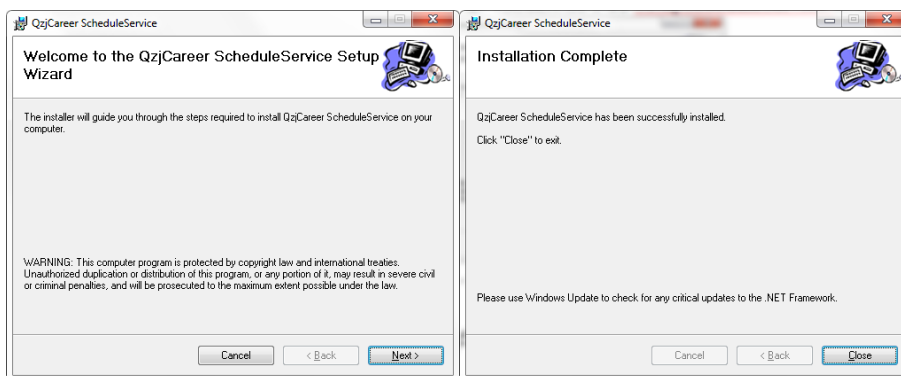 QzjCareer ScheduleService
Welcome to the QzjCareer ScheduleService Setup
Wizard
The installer will guide you through the steps required to install QzjCareer ScheduleService on your
computer.
WARNING: This computer program is protected by copyright law and international treaties.
Unauthorized duplication or distribution of this program, or any portion of it, may result in severe civil
or criminal penalties, and will be prosecuted to the maximum extent possible under the law.
Cancel
< Back
Next >
QzjCareer ScheduleService
Installation Complete
QzjCareer ScheduleService has been successfully installed.
Click "Close" to exit.
Please use Windows Update to check for any critical updates to the .NET Framework.
Cancel
< Back
Close